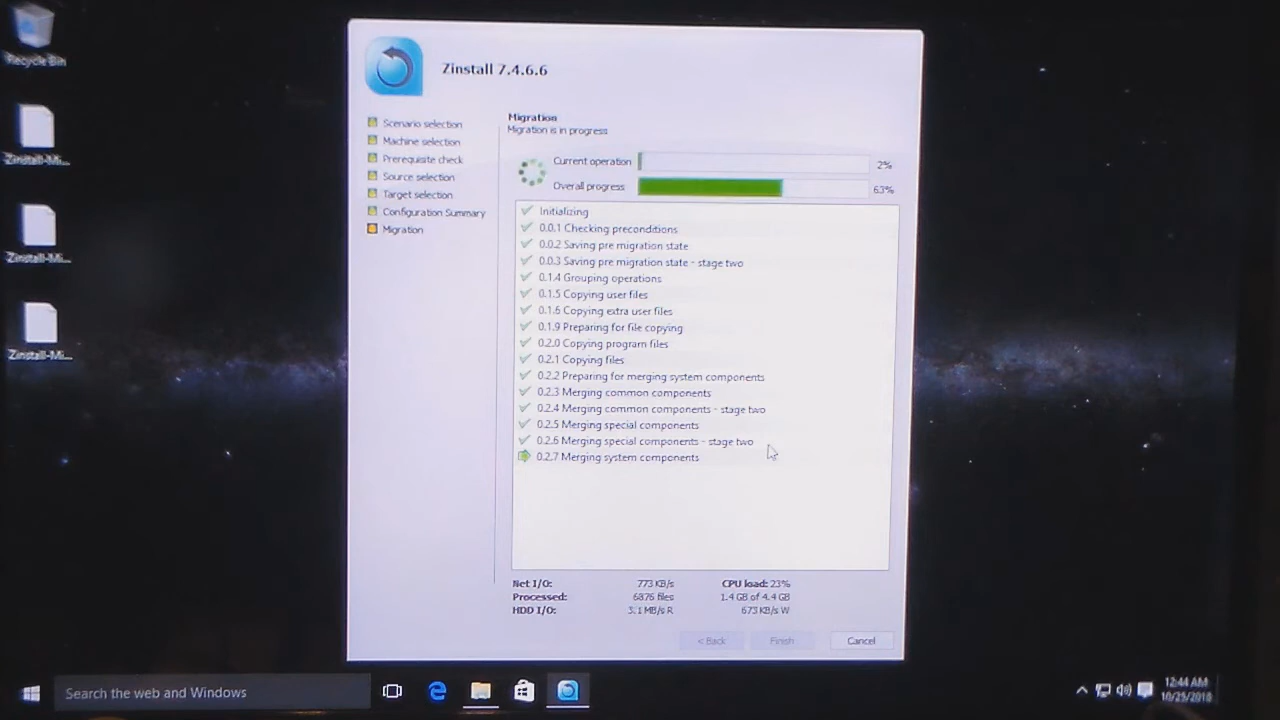 Recycle Bin
Zinstall-Mi...
Zinstall-Mi...
Zinstall-Mi...
Zinstall 7.4.6.6
Scenario selection
Machine selection
Prerequisite check
Source selection
Target selection
Configuration Summary
Migration
Migration
Migration is in progress
Current operation 2%
Overall progress 63%
Initializing
0.0.1 Checking preconditions
0.0.2 Saving pre migration state
0.0.3 Saving pre migration state - stage two
0.1.4 Grouping operations
0.1.5 Copying user files
0.1.6 Copying extra user files
0.1.9 Preparing for file copying
0.2.0 Copying program files
0.2.1 Copying files
0.2.2 Preparing for merging system components
0.2.3 Merging common components
0.2.4 Merging common components - stage two
0.2.5 Merging special components
0.2.6 Merging special components - stage two
0.2.7 Merging system components
Net I/O: 773 KB/s CPU load: 23%
Processed: 6876 files 1.4 GB of 4.4 GB
HDD I/O: 3.1 MB/s R 673 KB/s W
< Back Finish Cancel
Search the web and Windows
12:44 AM
10/25/2018